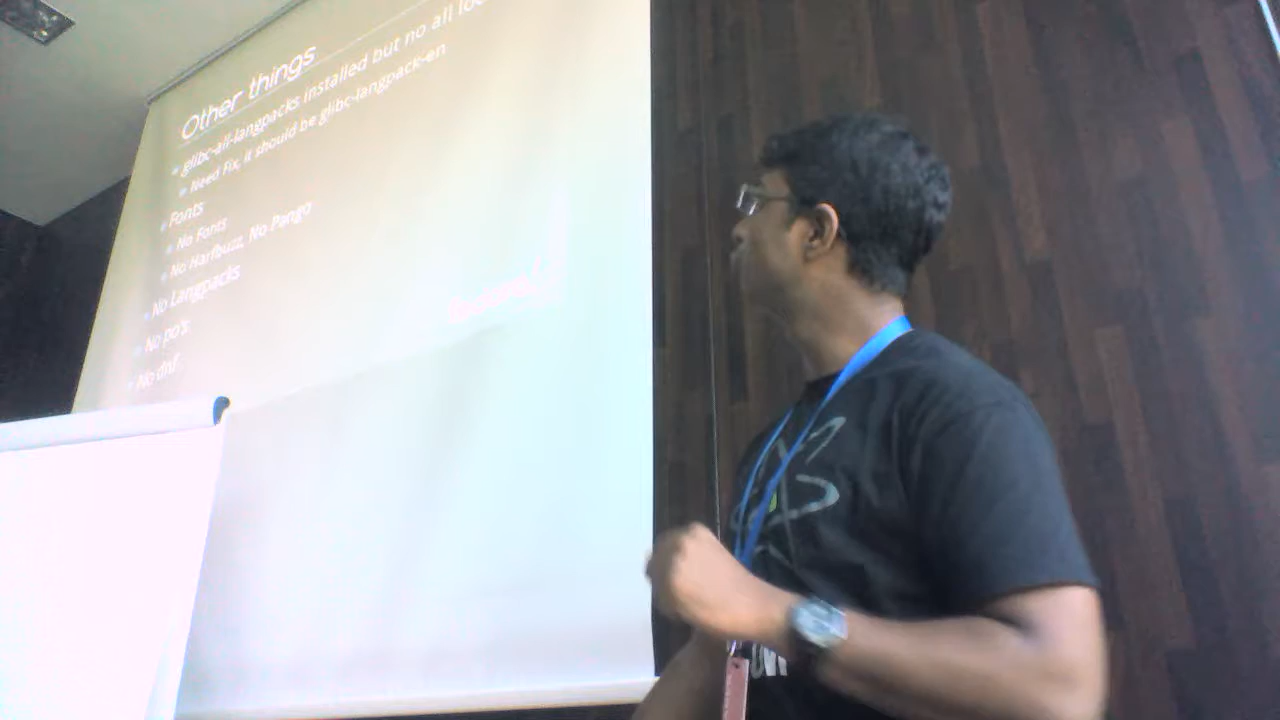 Other things
glibc-all-langpacks installed but no all loc
Need Fix, it should be glibc-langpack-en
Fonts
No Fonts
No Harfbuzz, No Pango
No Langpacks
No po's
No dnf